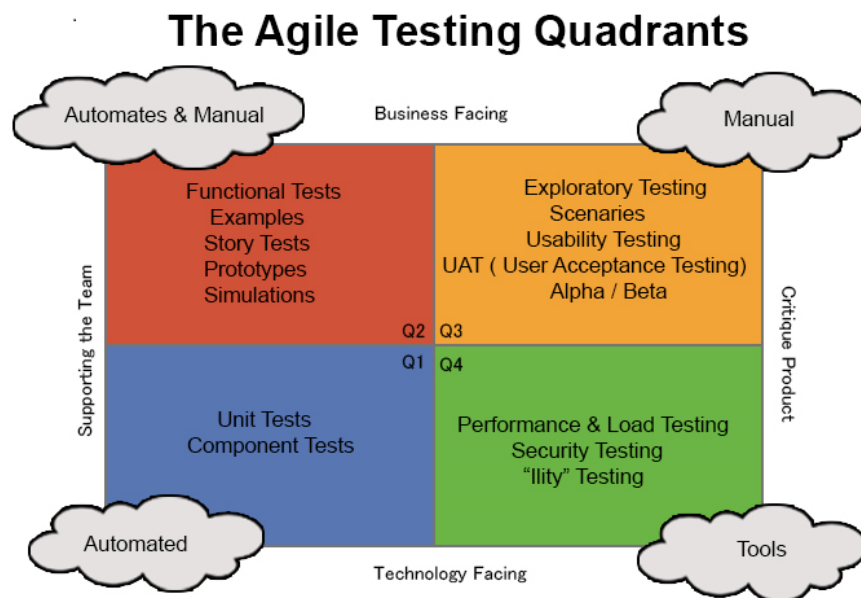 The Agile Testing Quadrants
Automates & Manual
Business Facing
Manual
Functional Tests
Examples
Story Tests
Prototypes
Simulations
Q2
Exploratory Testing
Scenaries
Usability Testing
UAT ( User Acceptance Testing)
Alpha / Beta
Q3
Supporting the Team
Critique Product
Q1
Unit Tests
Component Tests
Q4
Performance & Load Testing
Security Testing
“Ility” Testing
Automated
Technology Facing
Tools